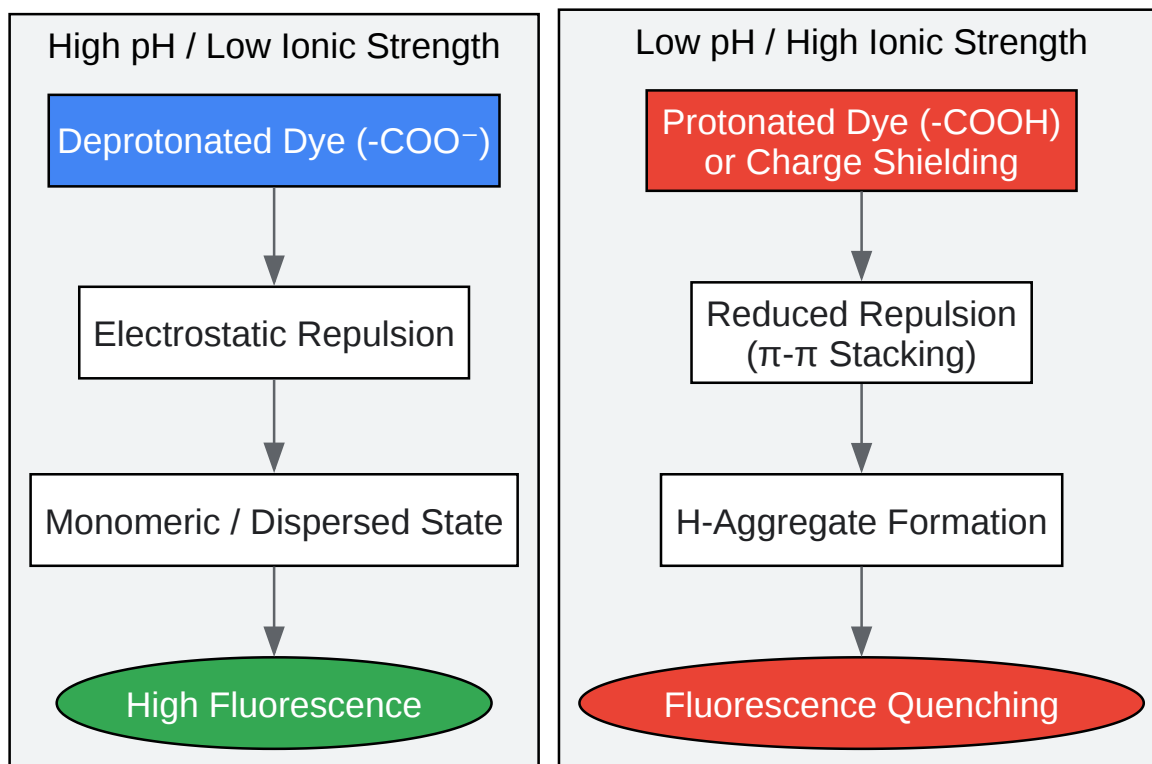 High pH / Low Ionic Strength
Deprotonated Dye (-COO⁻)
Electrostatic Repulsion
Monomeric / Dispersed State
High Fluorescence
Low pH / High Ionic Strength
Protonated Dye (-COOH)
or Charge Shielding
Reduced Repulsion
(π-π Stacking)
H-Aggregate Formation
Fluorescence Quenching